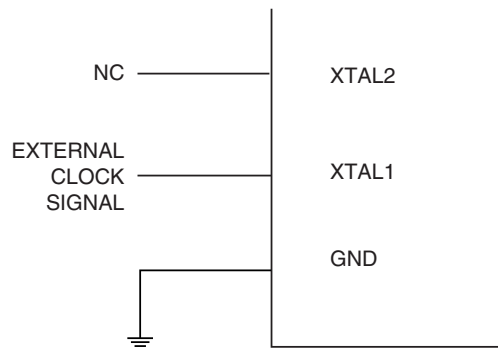 NC
XTAL2
EXTERNAL
CLOCK
SIGNAL
XTAL1
GND